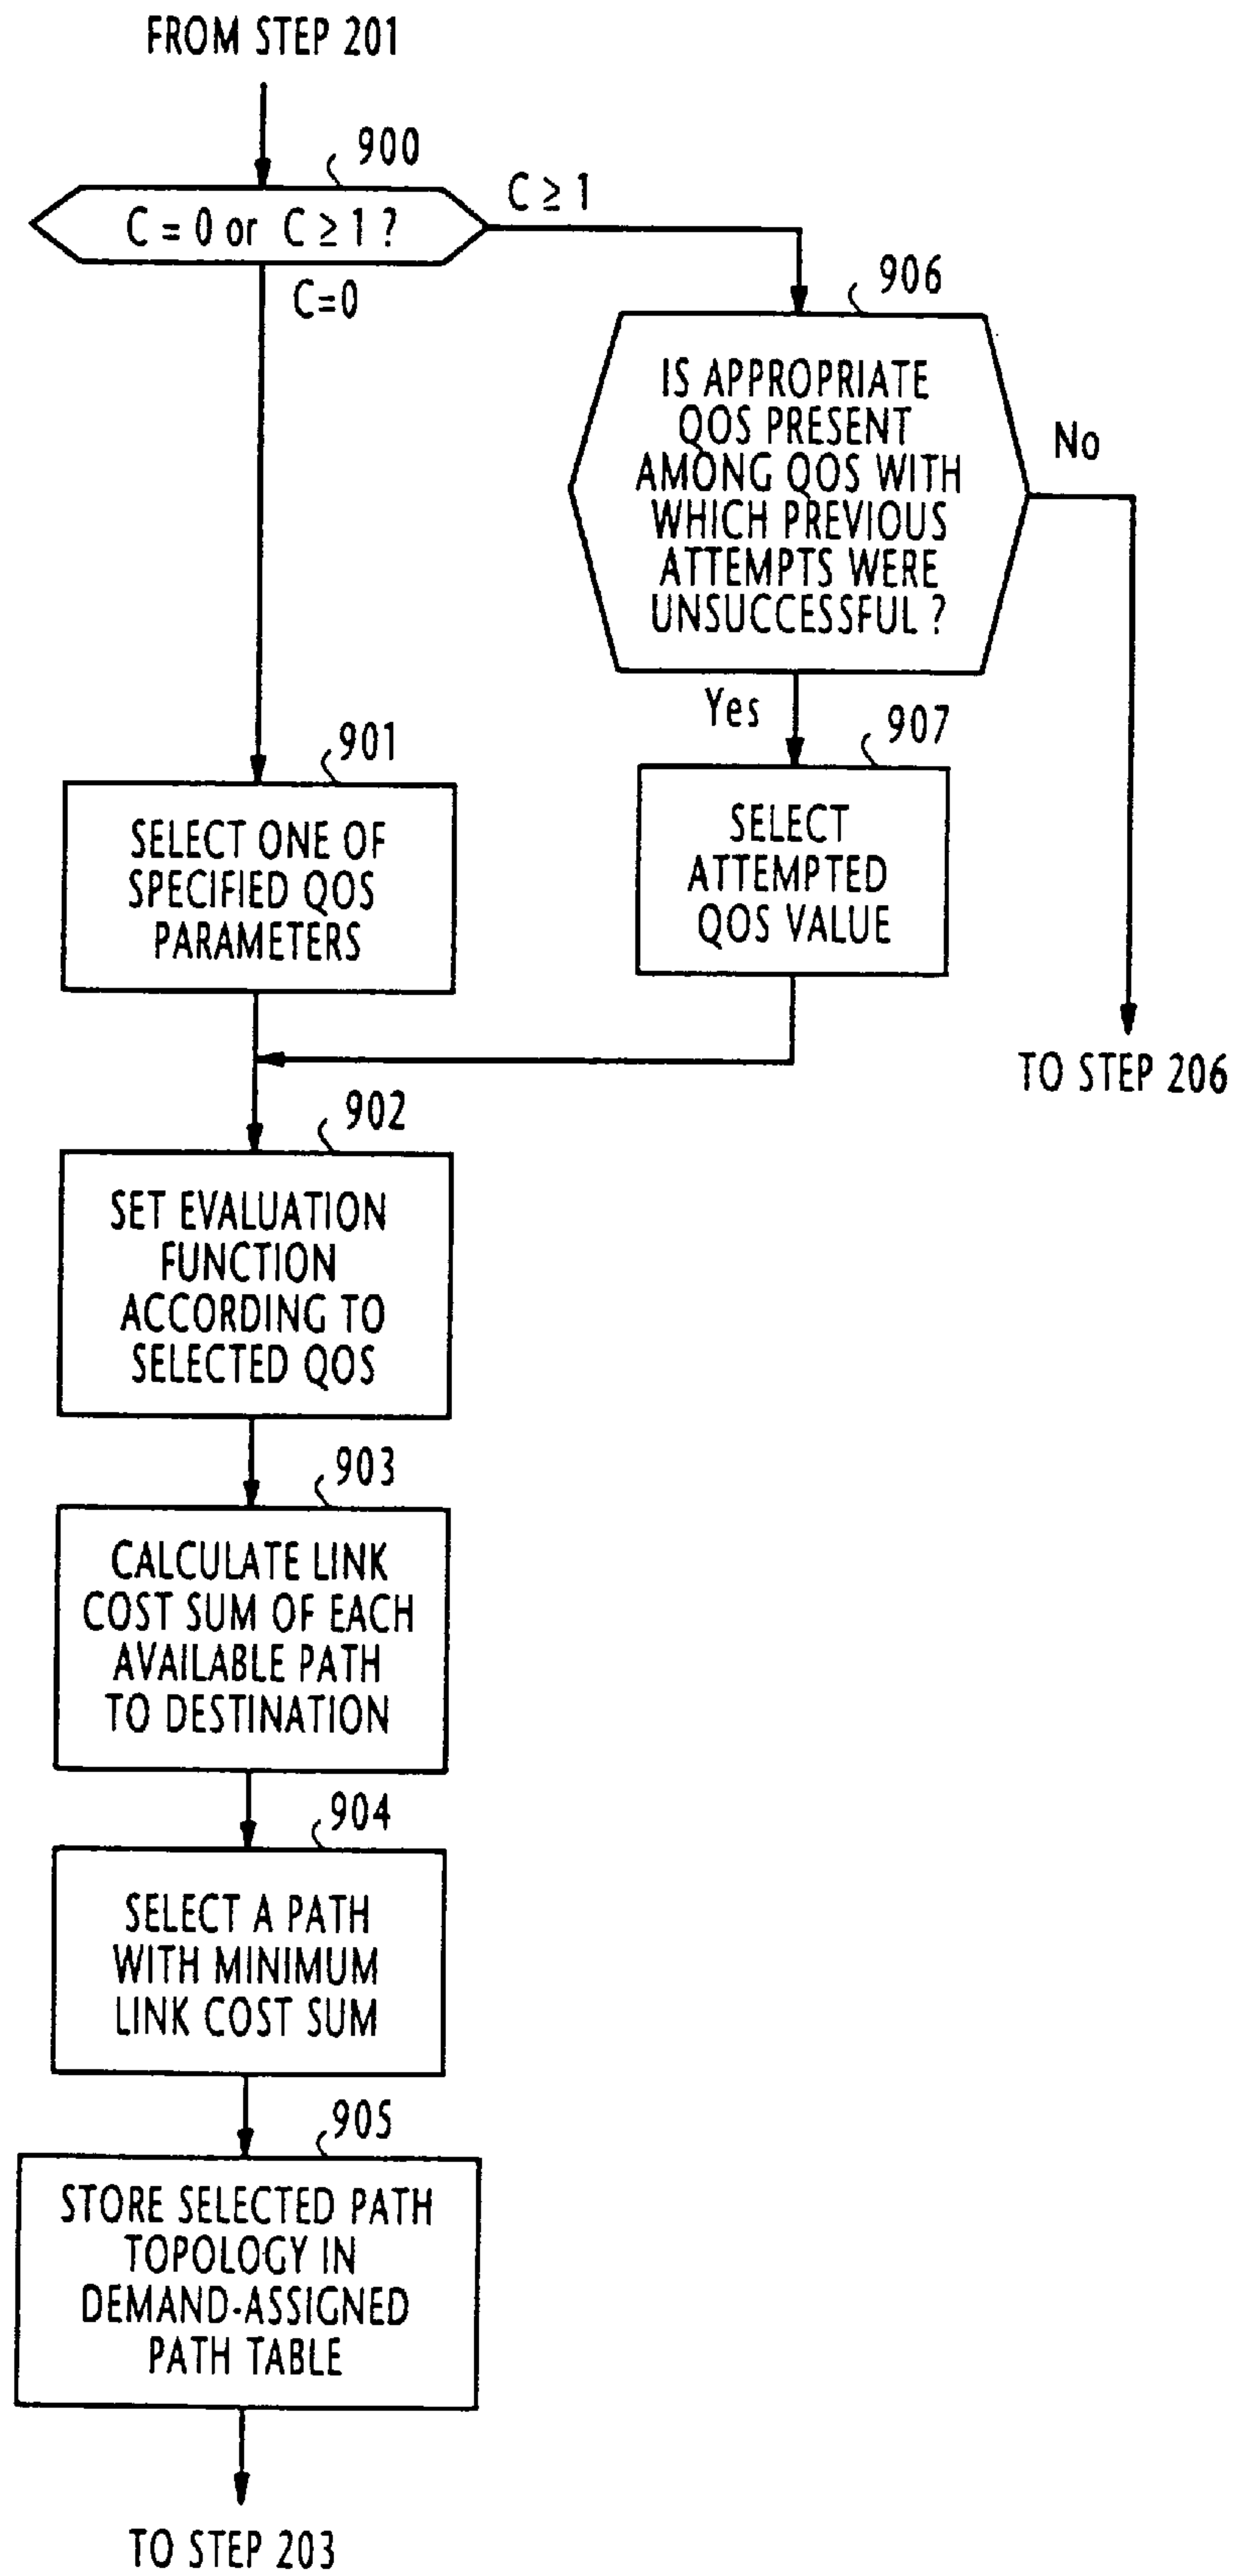 FROM STEP 201
900
C = 0 or C ≥ 1 ?
C ≥ 1
C=0
906
IS APPROPRIATE
QOS PRESENT
AMONG QOS WITH
WHICH PREVIOUS
ATTEMPTS WERE
UNSUCCESSFUL ?
No
Yes
907
SELECT
ATTEMPTED
QOS VALUE
TO STEP 206
901
SELECT ONE OF
SPECIFIED QOS
PARAMETERS
902
SET EVALUATION
FUNCTION
ACCORDING TO
SELECTED QOS
903
CALCULATE LINK
COST SUM OF EACH
AVAILABLE PATH
TO DESTINATION
904
SELECT A PATH
WITH MINIMUM
LINK COST SUM
905
STORE SELECTED PATH
TOPOLOGY IN
DEMAND-ASSIGNED
PATH TABLE
TO STEP 203